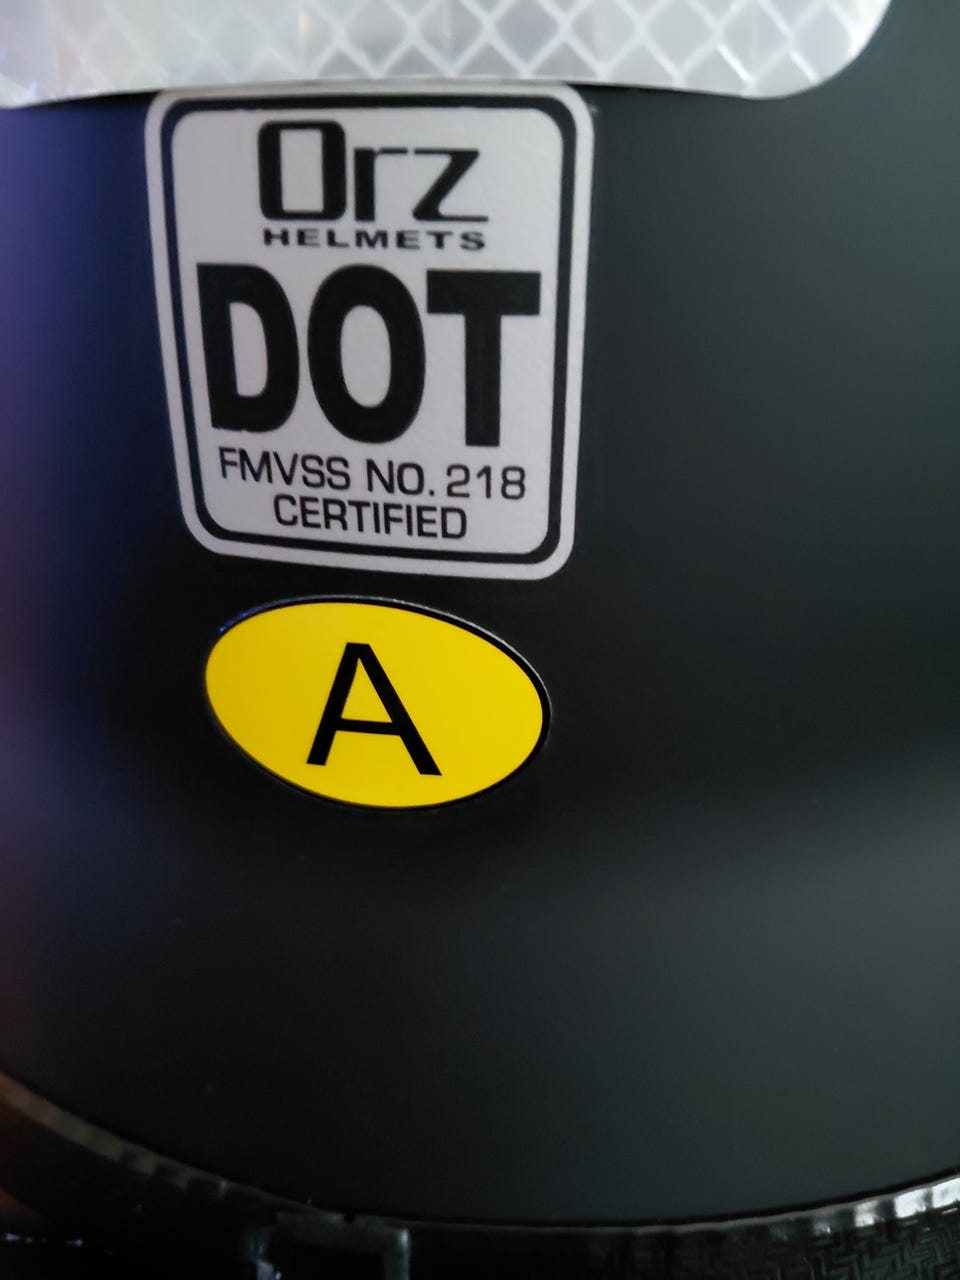 Orz
HELMETS
DOT
FMVSS NO. 218
CERTIFIED
A